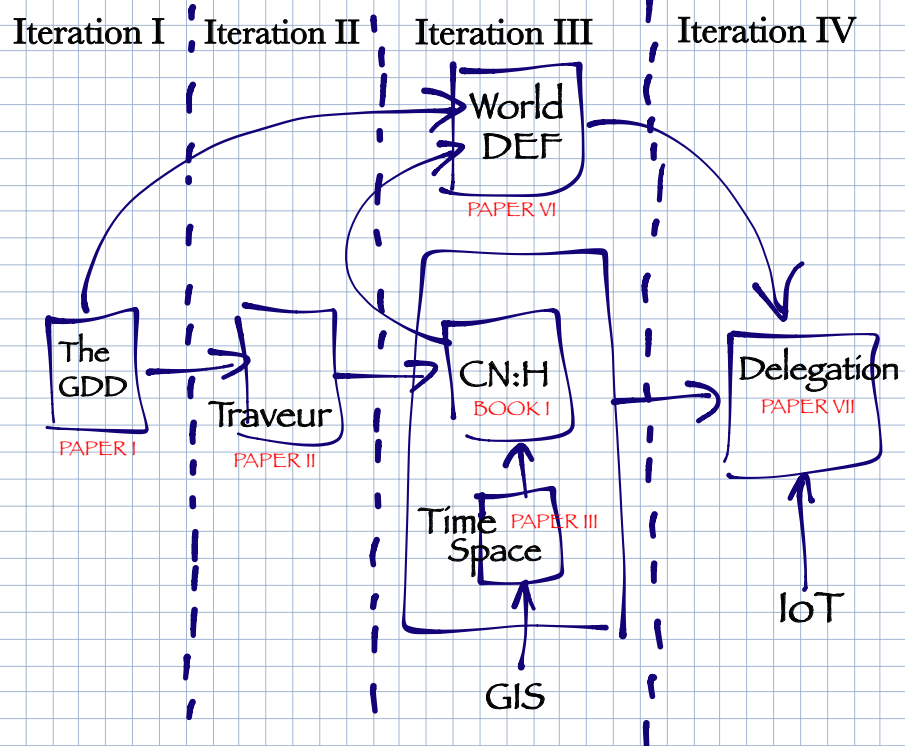 Iteration I
Iteration II
Iteration III
Iteration IV
World
DEF
PAPER VI
The
GDD
PAPER I
Traveur
PAPER II
CN:H
BOOK I
Delegation
PAPER VII
Time
PAPER III
Space
IoT
GIS